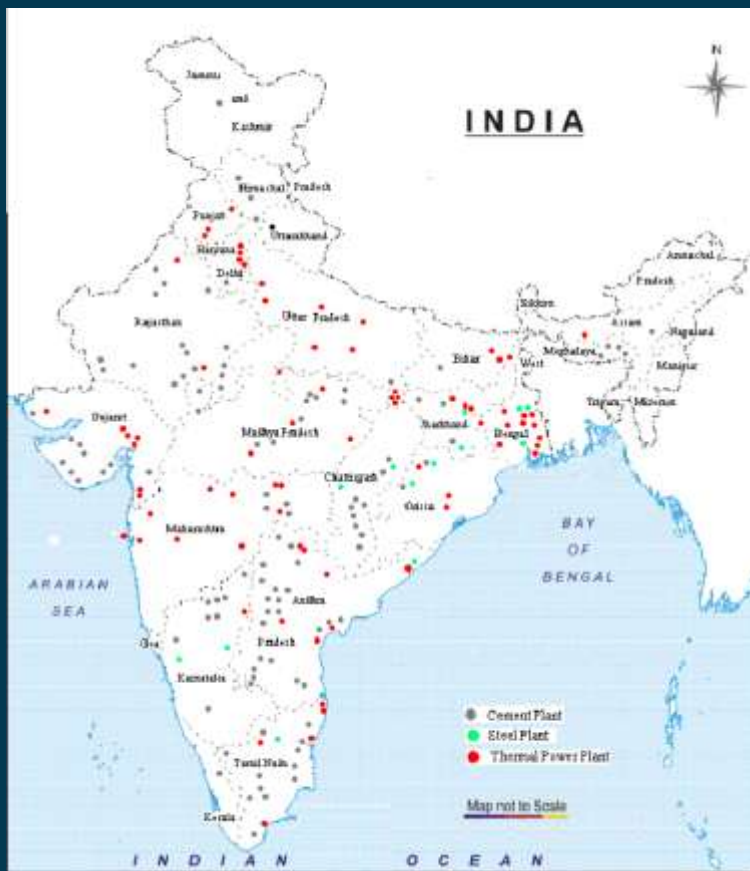 N
INDIA
Jammu
and
Kashmir
Himachal Pradesh
Punjab
Uttarakhand
Haryana
Delhi
Arunachal
Pradesh
Sikkim
Uttar Pradesh
Rajasthan
Assam
Nagaland
Bihar
West
Meghalaya
Manipur
Tripura
Mizoram
Gujarat
Jharkhand
Madhya Pradesh
Bengal
Chattisgarh
Orissa
Maharashtra
BAY
OF
BENGAL
ARABIAN
SEA
Andhra
Goa
Pradesh
Karnataka
Cement Plant
Steel Plant
Thermal Power Plant
Tamil Nadu
Map not to Scale
Kerala
INDIAN OCEAN